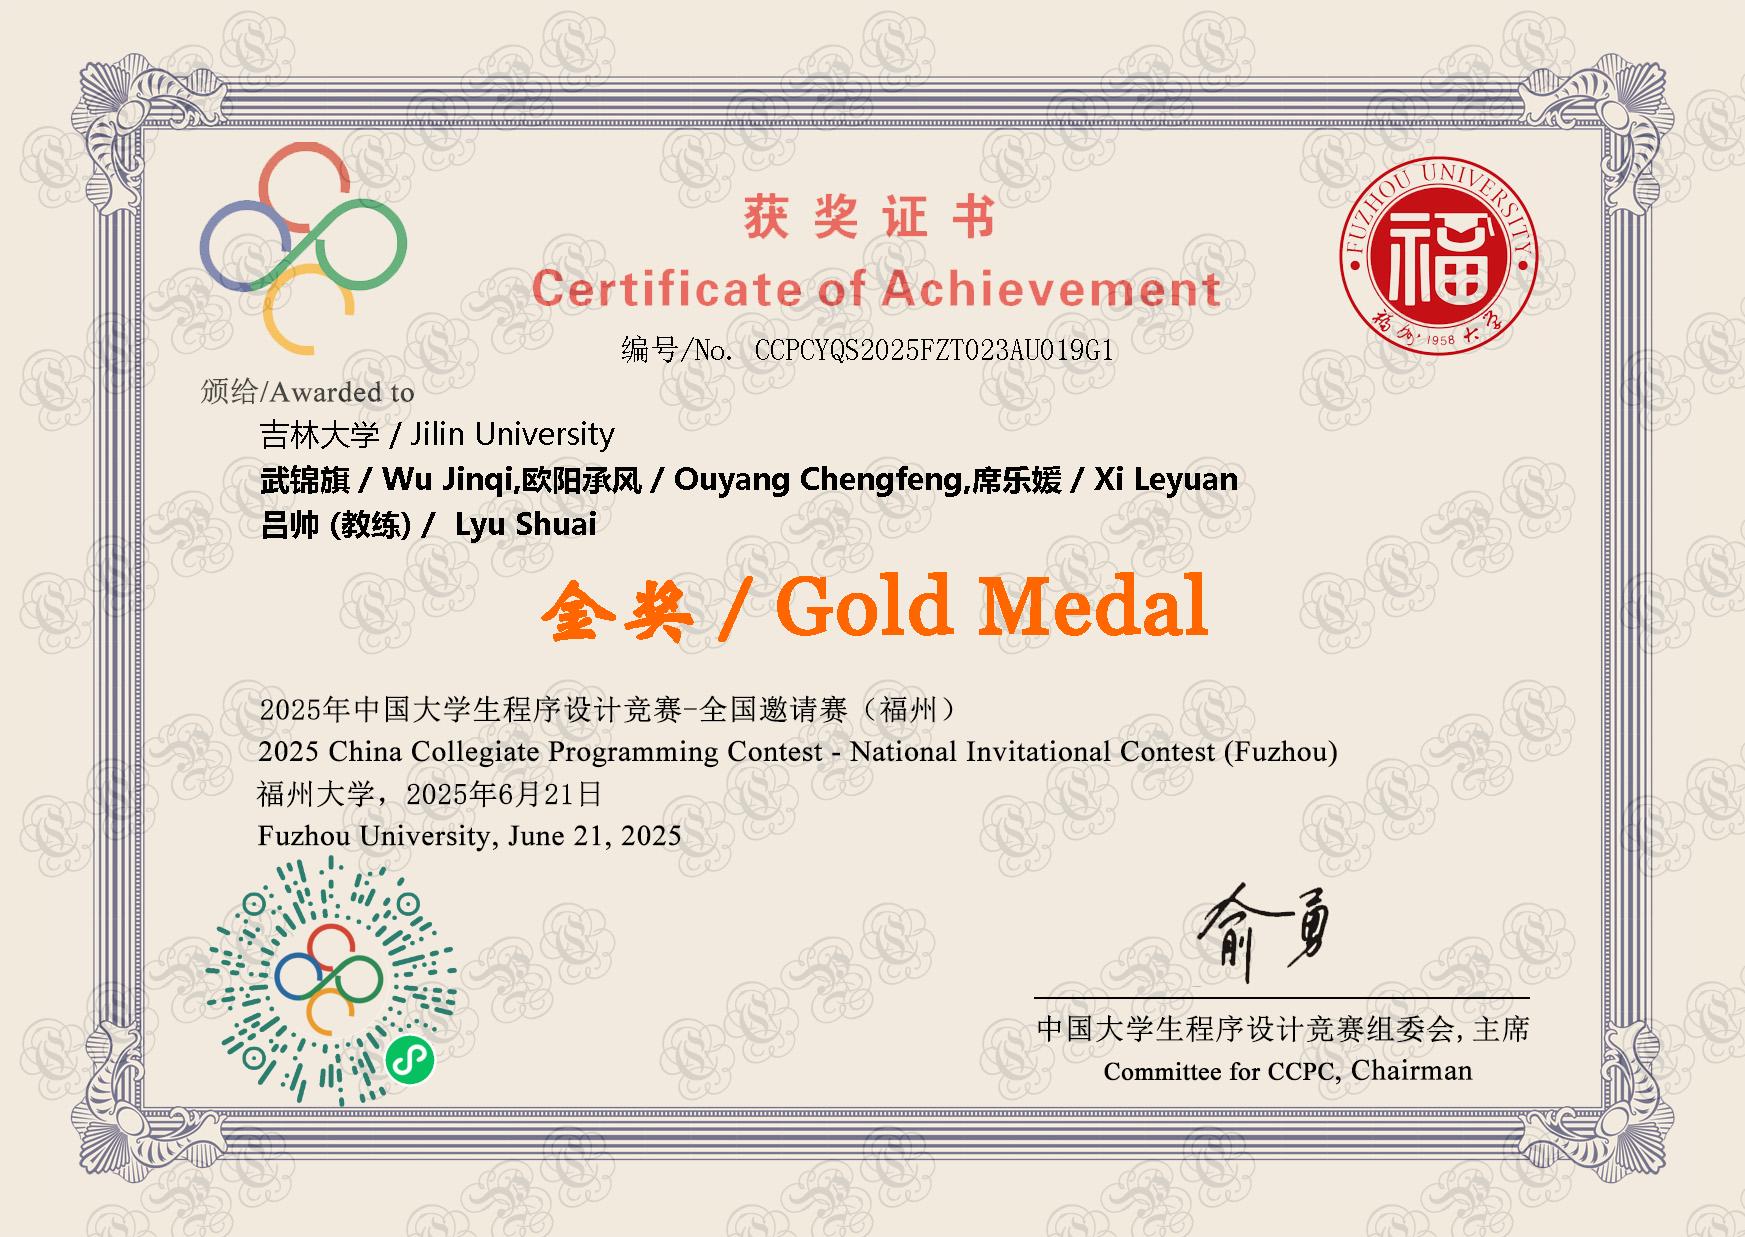 获奖证书
Certificate of Achievement
编号/No. CCPCYQS2025FZT023AU019G1
FUZHOU UNIVERSITY
福
福州大学
1958
颁给/Awarded to
吉林大学 / Jilin University
武锦旗 / Wu Jinqi,欧阳承风 / Ouyang Chengfeng,席乐媛 / Xi Leyuan
吕帅 (教练) / Lyu Shuai
金奖 / Gold Medal
2025年中国大学生程序设计竞赛-全国邀请赛（福州）
2025 China Collegiate Programming Contest - National Invitational Contest (Fuzhou)
福州大学，2025年6月21日
Fuzhou University, June 21, 2025
俞勇
中国大学生程序设计竞赛组委会, 主席
Committee for CCPC, Chairman